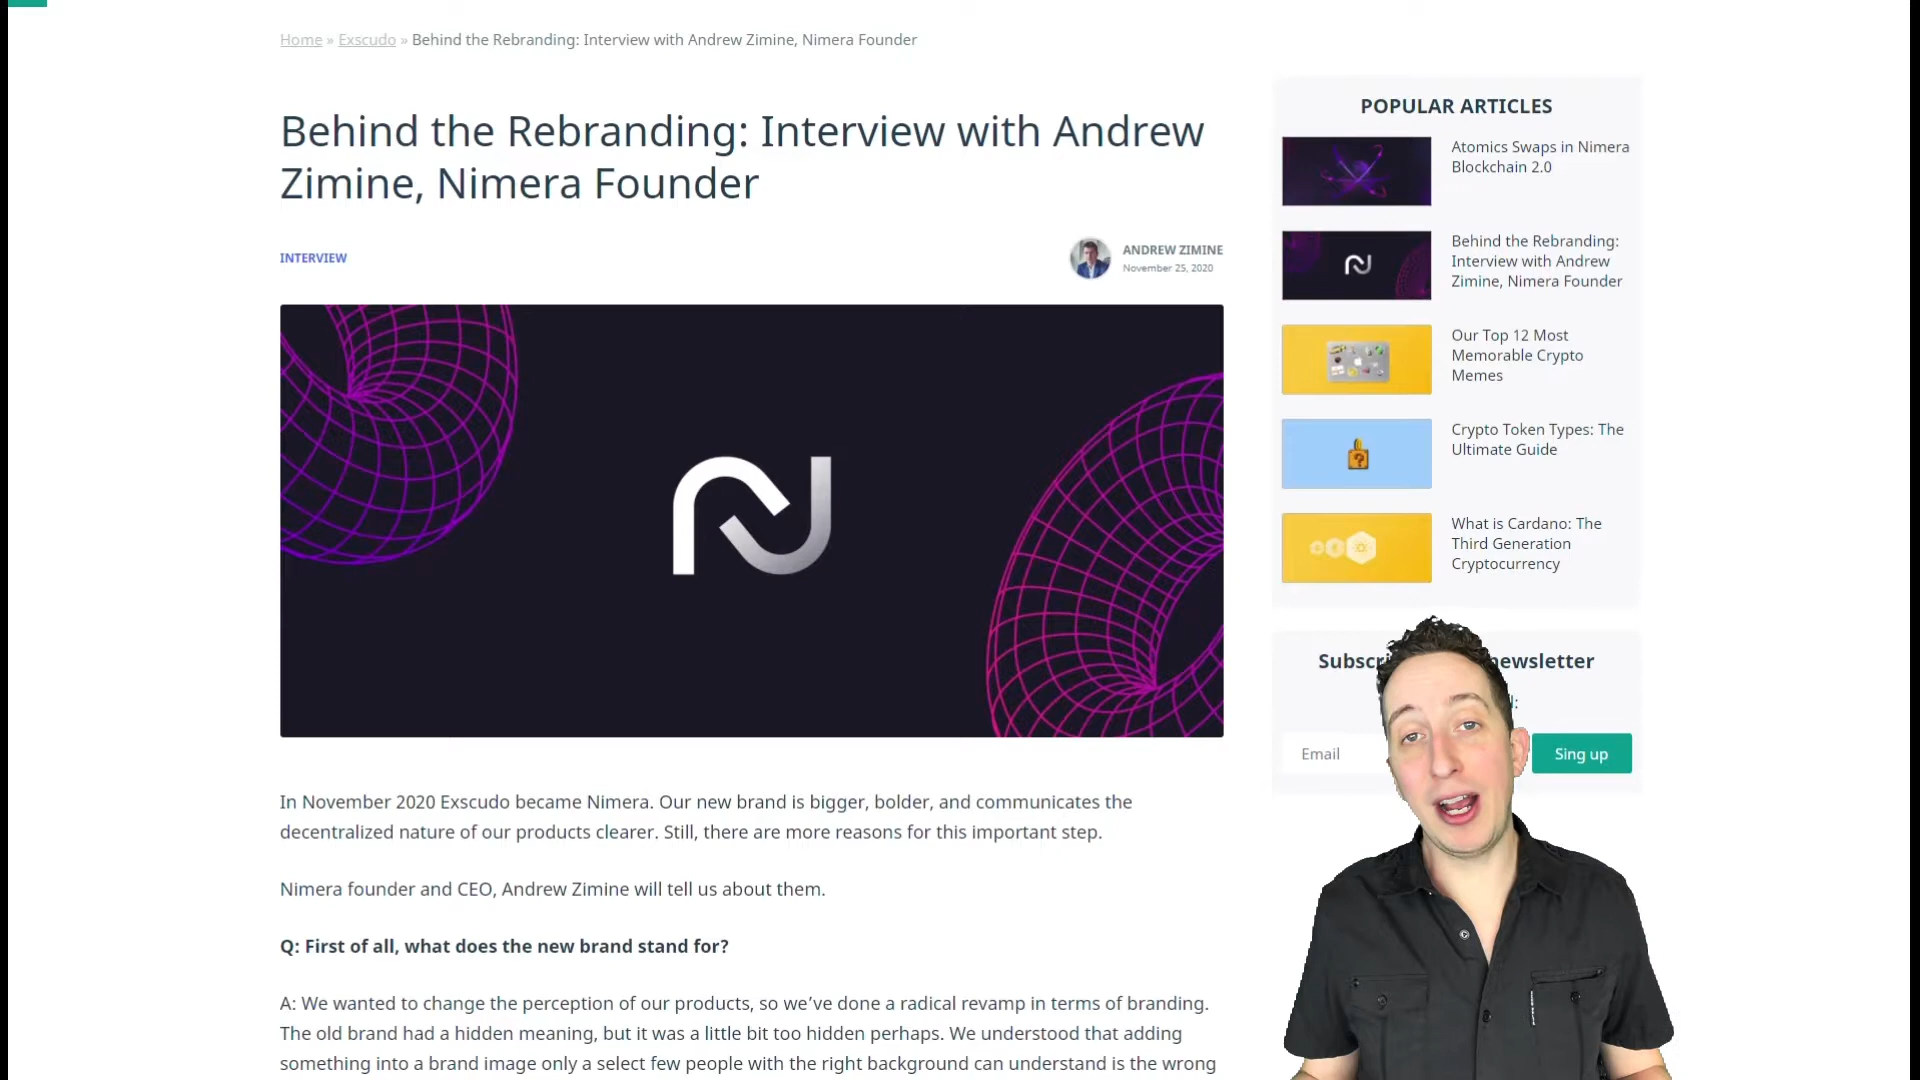 Home » Exscudo » Behind the Rebranding: Interview with Andrew Zimine, Nimera Founder
Behind the Rebranding: Interview with Andrew
Zimine, Nimera Founder
INTERVIEW
ANDREW ZIMINE
November 25, 2020
In November 2020 Exscudo became Nimera. Our new brand is bigger, bolder, and communicates the
decentralized nature of our products clearer. Still, there are more reasons for this important step.
Nimera founder and CEO, Andrew Zimine will tell us about them.
Q: First of all, what does the new brand stand for?
A: We wanted to change the perception of our products, so we’ve done a radical revamp in terms of branding.
The old brand had a hidden meaning, but it was a little bit too hidden perhaps. We understood that adding
something into a brand image only a select few people with the right background can understand is the wrong
POPULAR ARTICLES
Atomics Swaps in Nimera
Blockchain 2.0
Behind the Rebranding:
Interview with Andrew
Zimine, Nimera Founder
Our Top 12 Most
Memorable Crypto
Memes
Crypto Token Types: The
Ultimate Guide
What is Cardano: The
Third Generation
Cryptocurrency
newsletter
Email
Sing up